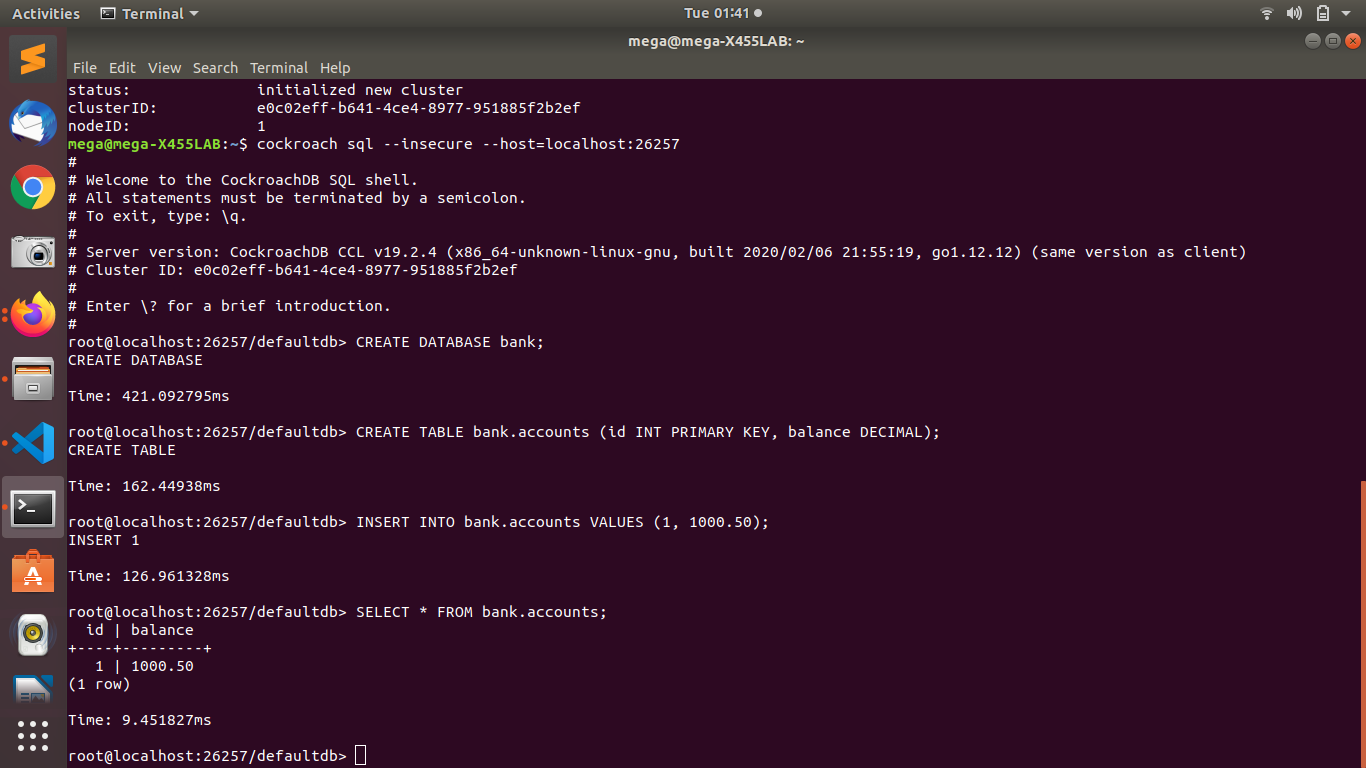 Activities Terminal Tue 01:41
mega@mega-X455LAB: ~
File Edit View Search Terminal Help
status: initialized new cluster
clusterID: e0c02eff-b641-4ce4-8977-951885f2b2ef
nodeID: 1
mega@mega-X455LAB:~$ cockroach sql --insecure --host=localhost:26257
#
# Welcome to the CockroachDB SQL shell.
# All statements must be terminated by a semicolon.
# To exit, type: \q.
#
# Server version: CockroachDB CCL v19.2.4 (x86_64-unknown-linux-gnu, built 2020/02/06 21:55:19, go1.12.12) (same version as client)
# Cluster ID: e0c02eff-b641-4ce4-8977-951885f2b2ef
#
# Enter \? for a brief introduction.
#
root@localhost:26257/defaultdb> CREATE DATABASE bank;
CREATE DATABASE
Time: 421.092795ms
root@localhost:26257/defaultdb> CREATE TABLE bank.accounts (id INT PRIMARY KEY, balance DECIMAL);
CREATE TABLE
Time: 162.44938ms
root@localhost:26257/defaultdb> INSERT INTO bank.accounts VALUES (1, 1000.50);
INSERT 1
Time: 126.961328ms
root@localhost:26257/defaultdb> SELECT * FROM bank.accounts;
  id | balance
+----+---------+
   1 | 1000.50
(1 row)
Time: 9.451827ms
root@localhost:26257/defaultdb>